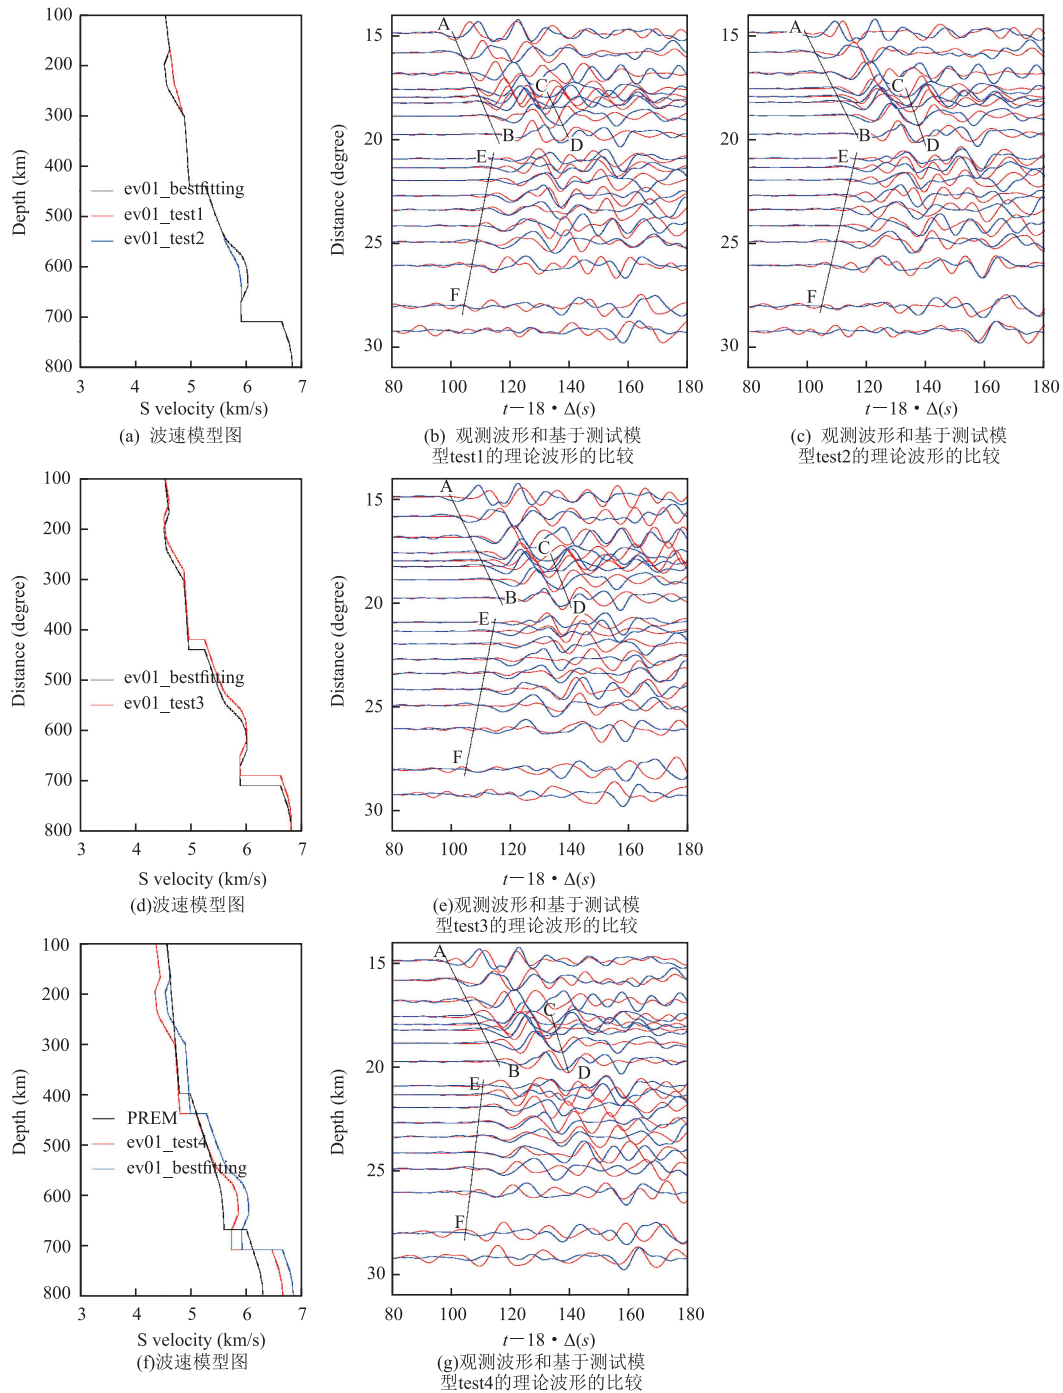 100
200
300
400
500
600
700
800
Depth (km)
ev01_bestfitting
ev01_test1
ev01_test2
3 4 5 6 7
S velocity (km/s)
(a) 波速模型图
15
20
25
30
Distance (degree)
A
B
C
D
E
F
80 100 120 140 160 180
t－18·Δ(s)
(b) 观测波形和基于测试模
型test1的理论波形的比较
A
B
C
D
E
F
80 100 120 140 160 180
t－18·Δ(s)
(c) 观测波形和基于测试模
型test2的理论波形的比较
100
200
300
400
500
600
700
800
Distance (degree)
ev01_bestfitting
ev01_test3
3 4 5 6 7
S velocity (km/s)
(d)波速模型图
15
20
25
30
Distance (degree)
A
B
C
D
E
F
80 100 120 140 160 180
t－18·Δ(s)
(e)观测波形和基于测试模
型test3的理论波形的比较
100
200
300
400
500
600
700
800
Depth (km)
PREM
ev01_test4
ev01_bestfitting
3 4 5 6 7
S velocity (km/s)
(f)波速模型图
15
20
25
30
Depth (km)
A
B
C
D
E
F
80 100 120 140 160 180
t－18·Δ(s)
(g)观测波形和基于测试模
型test4的理论波形的比较